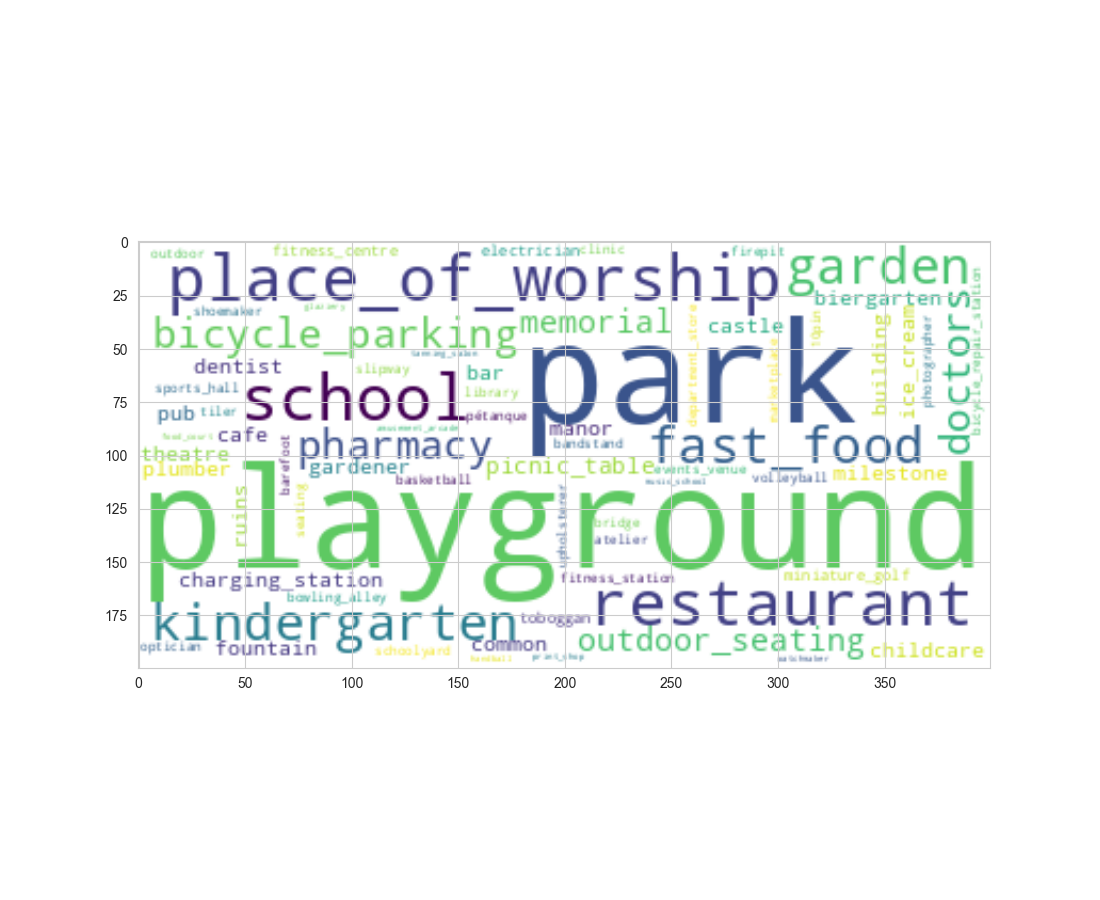 0
outdoor fitness_centre electrician clinic firepit
place_of_worship garden
25
biergarten
shoemaker glaziery
bicycle_parking memorial castle
department_store marketplace building ice_cream photographer doctors bicycle_repair_station
50
tanning_salon
park
dentist slipway bar
sports_hall library
school
75
pub tiler pétanque
amusement_arcade manor
food_court cafe bandstand
pharmacy fast_food
100
theatre barefoot
plumber gardener picnic_table events_venue milestone
basketball music_school volleyball
playground
ruins seating upholsterer
125
bridge
atelier
150
charging_station fitness_station miniature_golf
bowling_alley
restaurant
175
kindergarten toboggan
optician fountain common outdoor_seating
schoolyard childcare
handball print_shop watchmaker
0 50 100 150 200 250 300 350